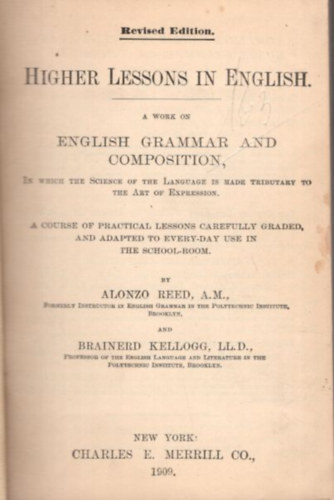 Revised Edition.
HIGHER LESSONS IN ENGLISH.
A WORK ON
ENGLISH GRAMMAR AND
COMPOSITION,
IN WHICH THE SCIENCE OF THE LANGUAGE IS MADE TRIBUTARY TO
THE ART OF EXPRESSION.
A COURSE OF PRACTICAL LESSONS CAREFULLY GRADED,
AND ADAPTED TO EVERY-DAY USE IN
THE SCHOOL-ROOM.
BY
ALONZO REED, A.M.,
FORMERLY INSTRUCTOR IN ENGLISH GRAMMAR IN THE POLYTECHNIC INSTITUTE,
BROOKLYN,
AND
BRAINERD KELLOGG, LL.D.,
PROFESSOR OF THE ENGLISH LANGUAGE AND LITERATURE IN THE
POLYTECHNIC INSTITUTE, BROOKLYN.
NEW YORK:
CHARLES E. MERRILL CO.,
1909.